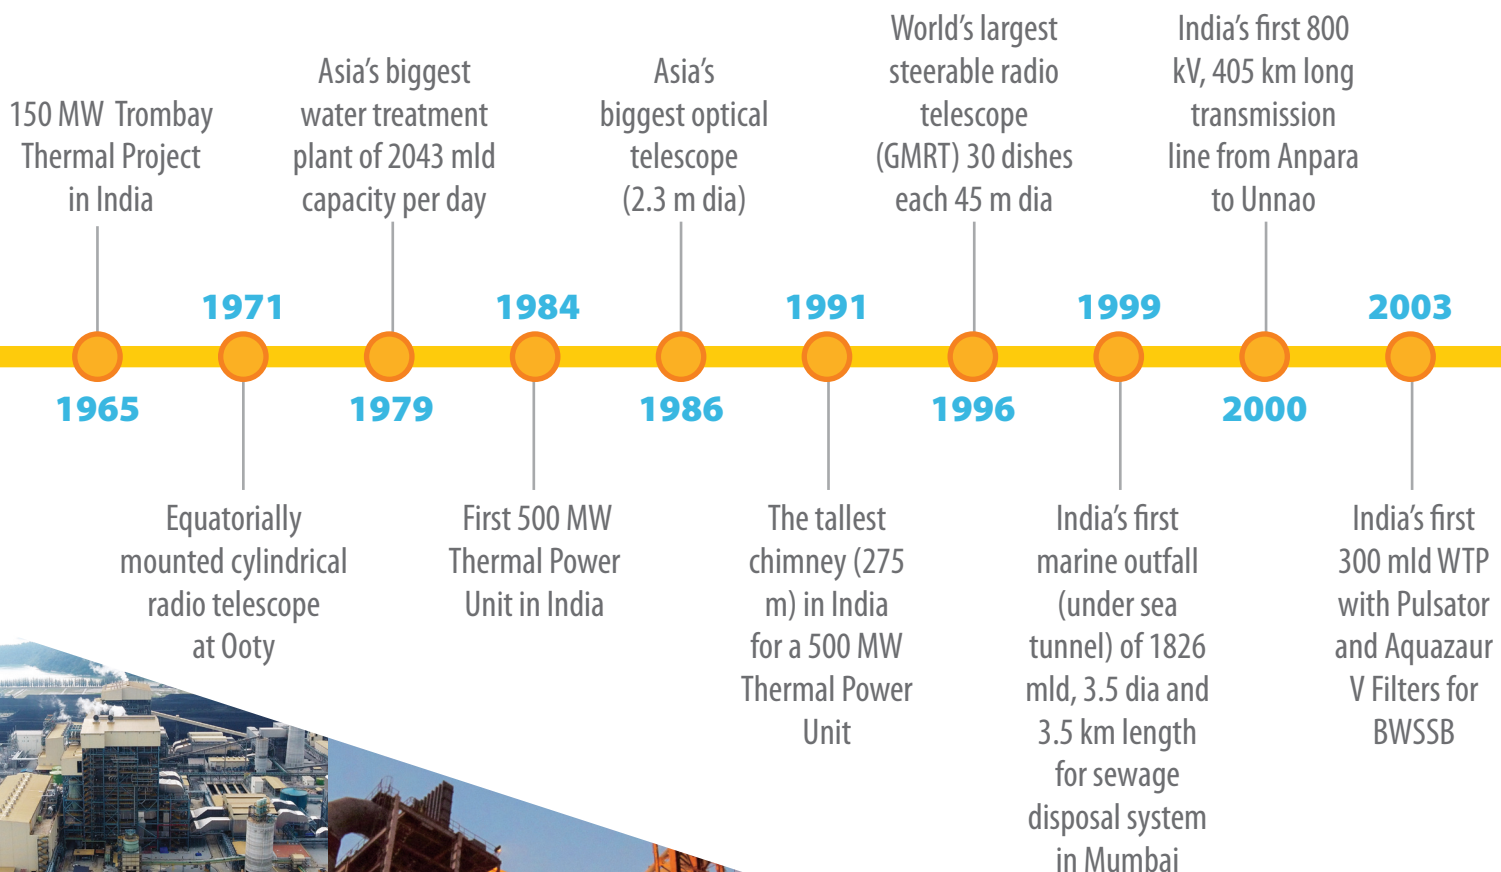 150 MW Trombay
Thermal Project
in India
1965
1971
Equatorially
mounted cylindrical
radio telescope
at Ooty
Asia's biggest
water treatment
plant of 2043 mld
capacity per day
1979
1984
First 500 MW
Thermal Power
Unit in India
Asia's
biggest optical
telescope
(2.3 m dia)
1986
1991
The tallest
chimney (275
m) in India
for a 500 MW
Thermal Power
Unit
World's largest
steerable radio
telescope
(GMRT) 30 dishes
each 45 m dia
1996
1999
India's first
marine outfall
(under sea
tunnel) of 1826
mld, 3.5 dia and
3.5 km length
for sewage
disposal system
in Mumbai
India's first 800
kV, 405 km long
transmission
line from Anpara
to Unnao
2000
2003
India's first
300 mld WTP
with Pulsator
and Aquazaur
V Filters for
BWSSB